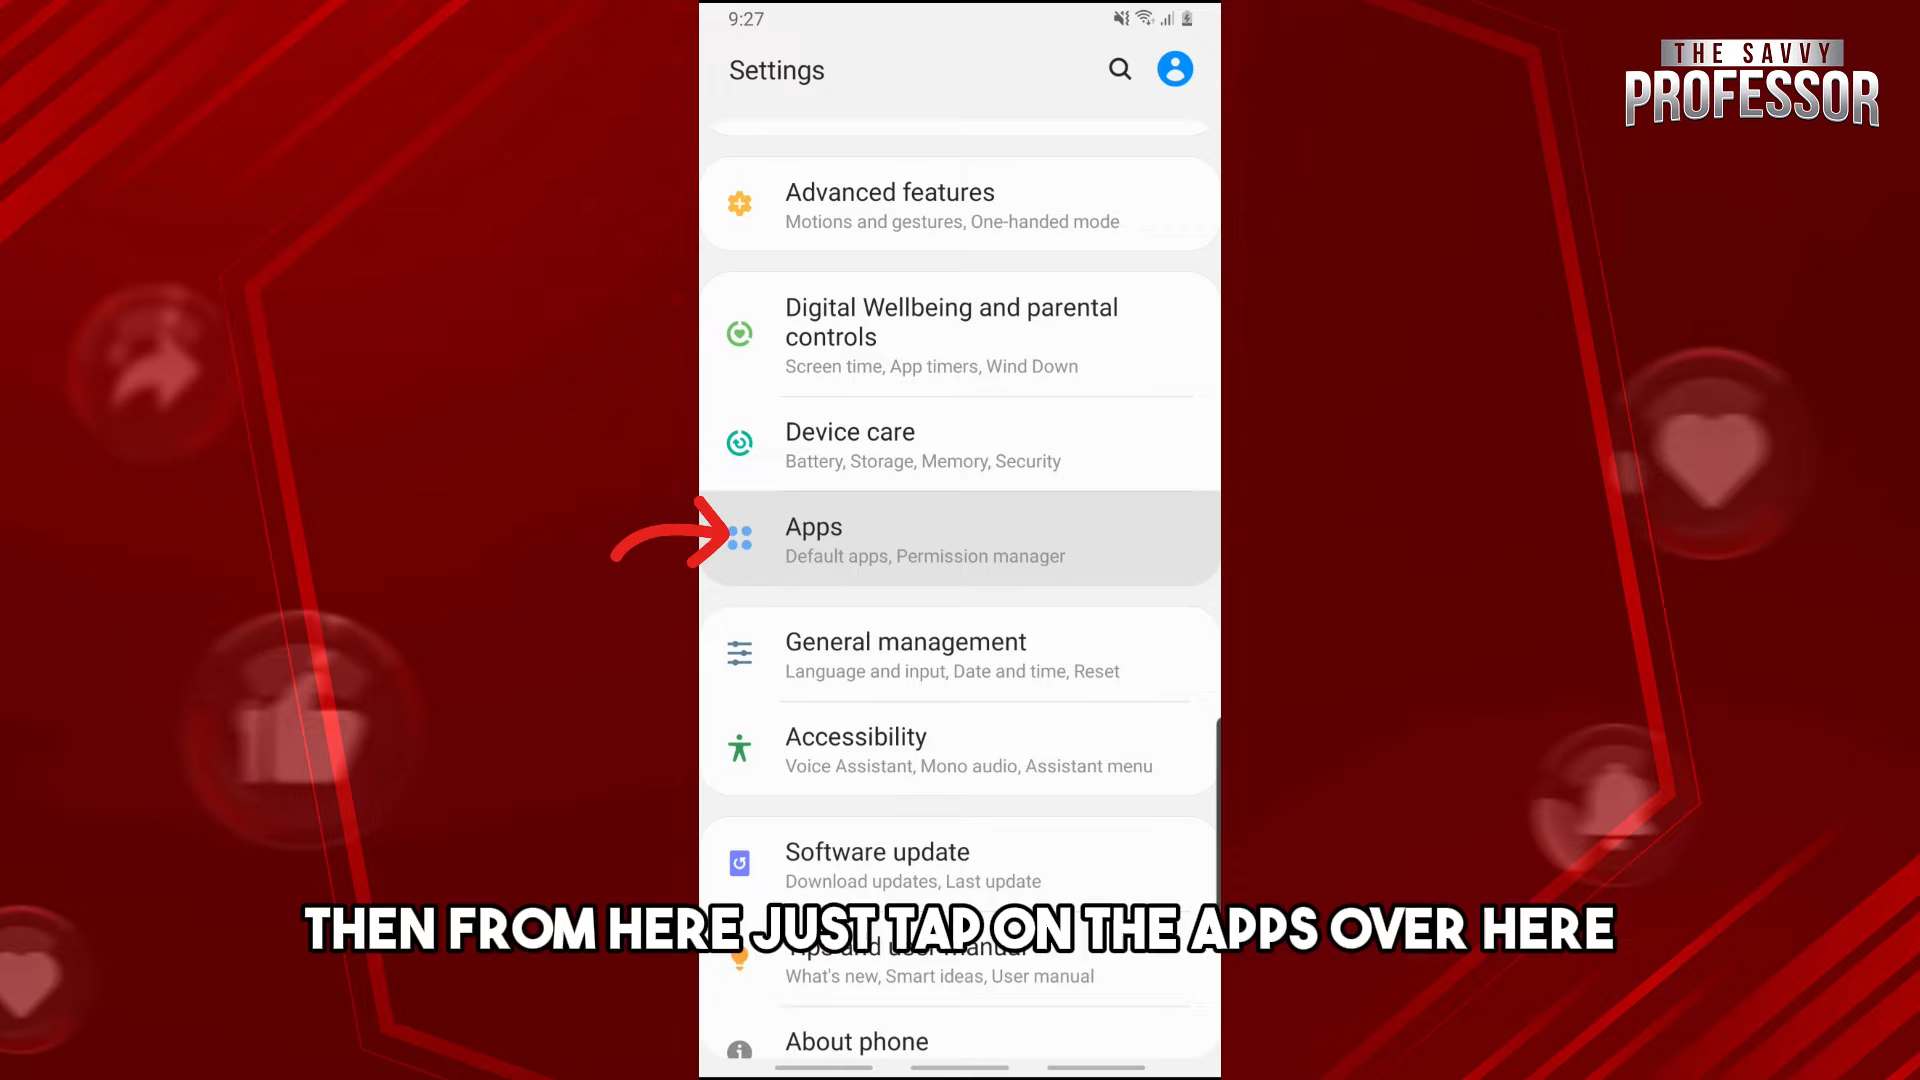 9:27
THE SAVVY
PROFESSOR
Settings
Advanced features
Motions and gestures, One-handed mode
Digital Wellbeing and parental
controls
Screen time, App timers, Wind Down
Device care
Battery, Storage, Memory, Security
Apps
Default apps, Permission manager
General management
Language and input, Date and time, Reset
Accessibility
Voice Assistant, Mono audio, Assistant menu
Software update
Download updates, Last update
THEN FROM HERE JUST TAP ON THE APPS OVER HERE
Tips and user manual
What's new, Smart ideas, User manual
About phone